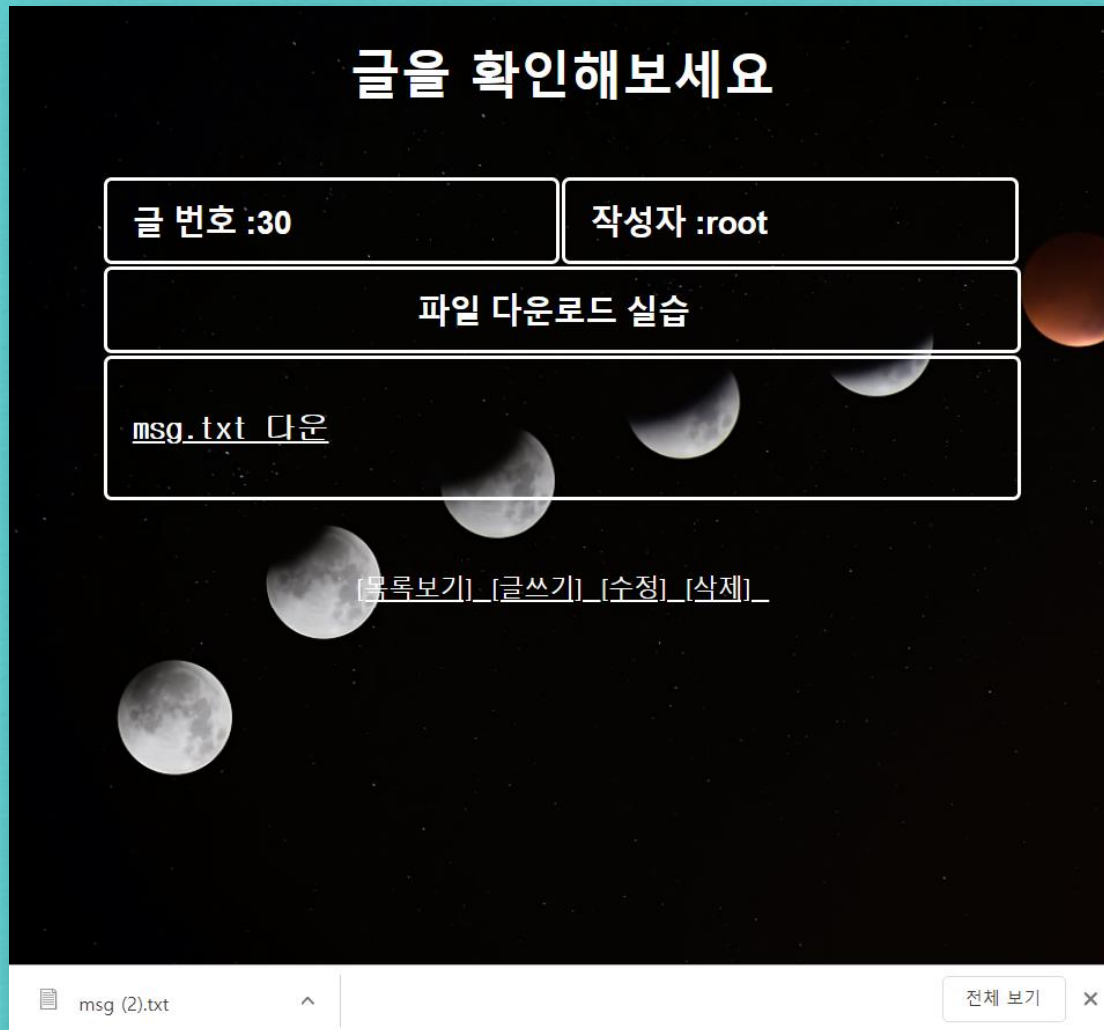 글을 확인해보세요
글 번호 :30
작성자 :root
파일 다운로드 실습
msg.txt 다운
[목록보기] [글쓰기] [수정] [삭제]
msg (2).txt
전체 보기